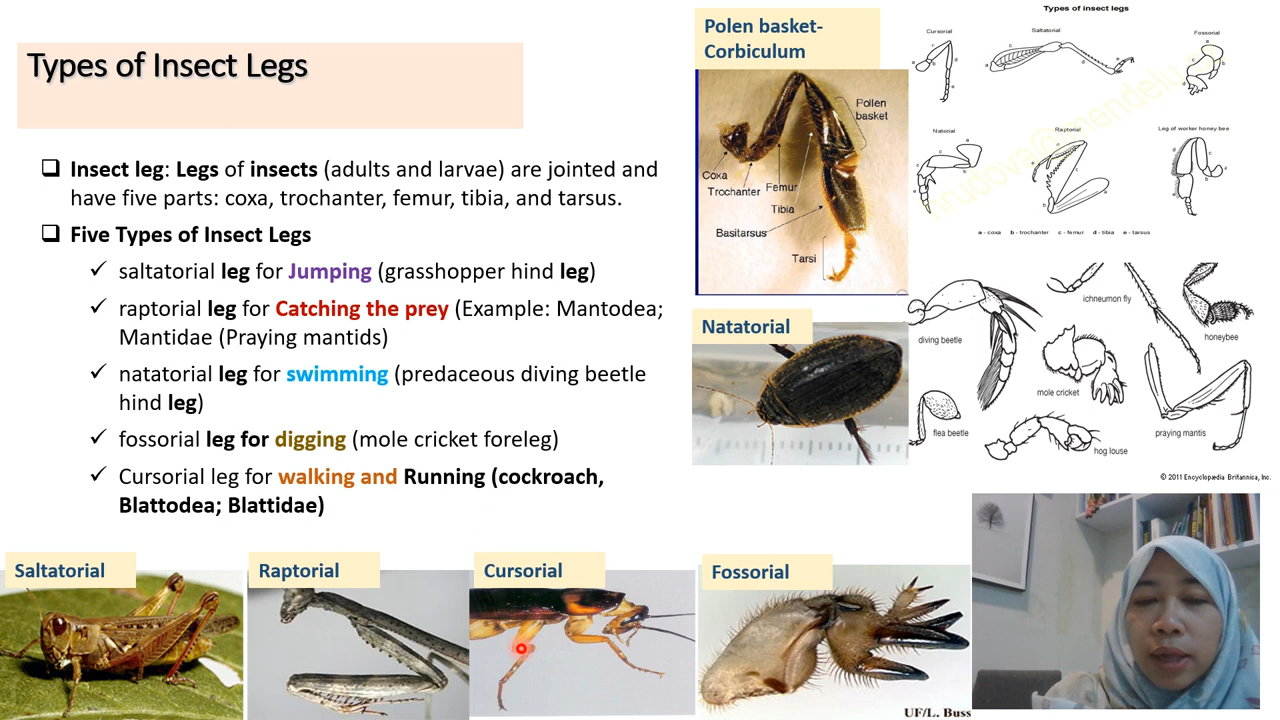 Types of Insect Legs
❑ Insect leg: Legs of insects (adults and larvae) are jointed and
have five parts: coxa, trochanter, femur, tibia, and tarsus.
❑ Five Types of Insect Legs
✓ saltatorial leg for Jumping (grasshopper hind leg)
✓ raptorial leg for Catching the prey (Example: Mantodea;
Mantidae (Praying mantids)
✓ natatorial leg for swimming (predaceous diving beetle
hind leg)
✓ fossorial leg for digging (mole cricket foreleg)
✓ Cursorial leg for walking and Running (cockroach,
Blattodea; Blattidae)
Polen basket-
Corbiculum
Pollen
basket
Coxa
Trochanter
Femur
Tibia
Basitarsus
Tarsi
Types of insect legs
Cursorial
Saltatorial
Fossorial
Natorial
Raptorial
Leg of worker honey bee
a - coxa b - trochanter c - femur d - tibia e - tarsus
Natatorial
ichneumon fly
honeybee
diving beetle
mole cricket
flea beetle
hog louse
praying mantis
© 2011 Encyclopædia Britannica, Inc.
Saltatorial
Raptorial
Cursorial
Fossorial
UF/L. Buss